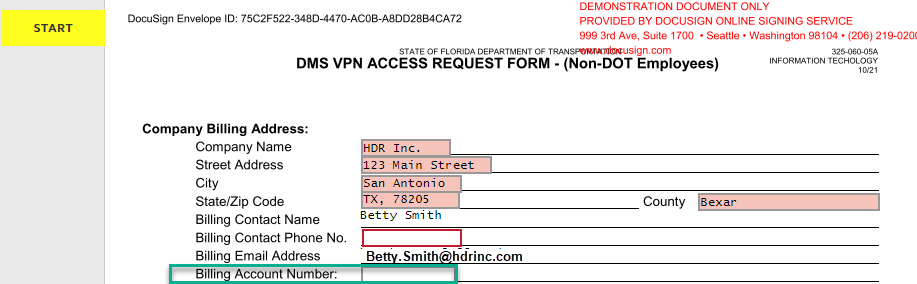 START
DocuSign Envelope ID: 75C2F522-348D-4470-AC0B-A8DD28B4CA72
DEMONSTRATION DOCUMENT ONLY
PROVIDED BY DOCUSIGN ONLINE SIGNING SERVICE
999 3rd Ave, Suite 1700 • Seattle • Washington 98104 • (206) 219-0200
www.docusign.com
STATE OF FLORIDA DEPARTMENT OF TRANSPORTATION
DMS VPN ACCESS REQUEST FORM - (Non-DOT Employees)
325-060-05A
INFORMATION TECHOLOGY
10/21
Company Billing Address:
Company Name HDR Inc.
Street Address 123 Main Street
City San Antonio
State/Zip Code TX, 78205 County Bexar
Billing Contact Name Betty Smith
Billing Contact Phone No.
Billing Email Address Betty.Smith@hdrinc.com
Billing Account Number: